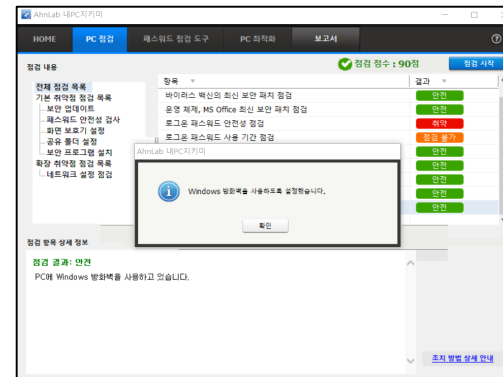 AhnLab 내PC지키미
HOME PC 점검 패스워드 점검 도구 PC 최적화 보고서
점검 내용
점검 점수 : 90점
점검 시작
전체 점검 목록
기본 취약점 점검 목록
보안 업데이트
패스워드 안전성 검사
화면 보호기 설정
공유 폴더 설정
보안 프로그램 설치
확장 취약점 점검 목록
네트워크 설정 점검
항목 결과
바이러스 백신의 최신 보안 패치 점검 안전
운영 체제, MS Office 최신 보안 패치 점검 안전
로그온 패스워드 안전성 점검 취약
로그온 패스워드 사용 기간 점검 점검 불가
안전
안전
안전
안전
AhnLab 내PC지키미
Windows 방화벽을 사용하도록 설정했습니다.
확인
점검 항목 상세 정보
점검 결과: 안전
PC에 Windows 방화벽을 사용하고 있습니다.
조치 방법 상세 안내